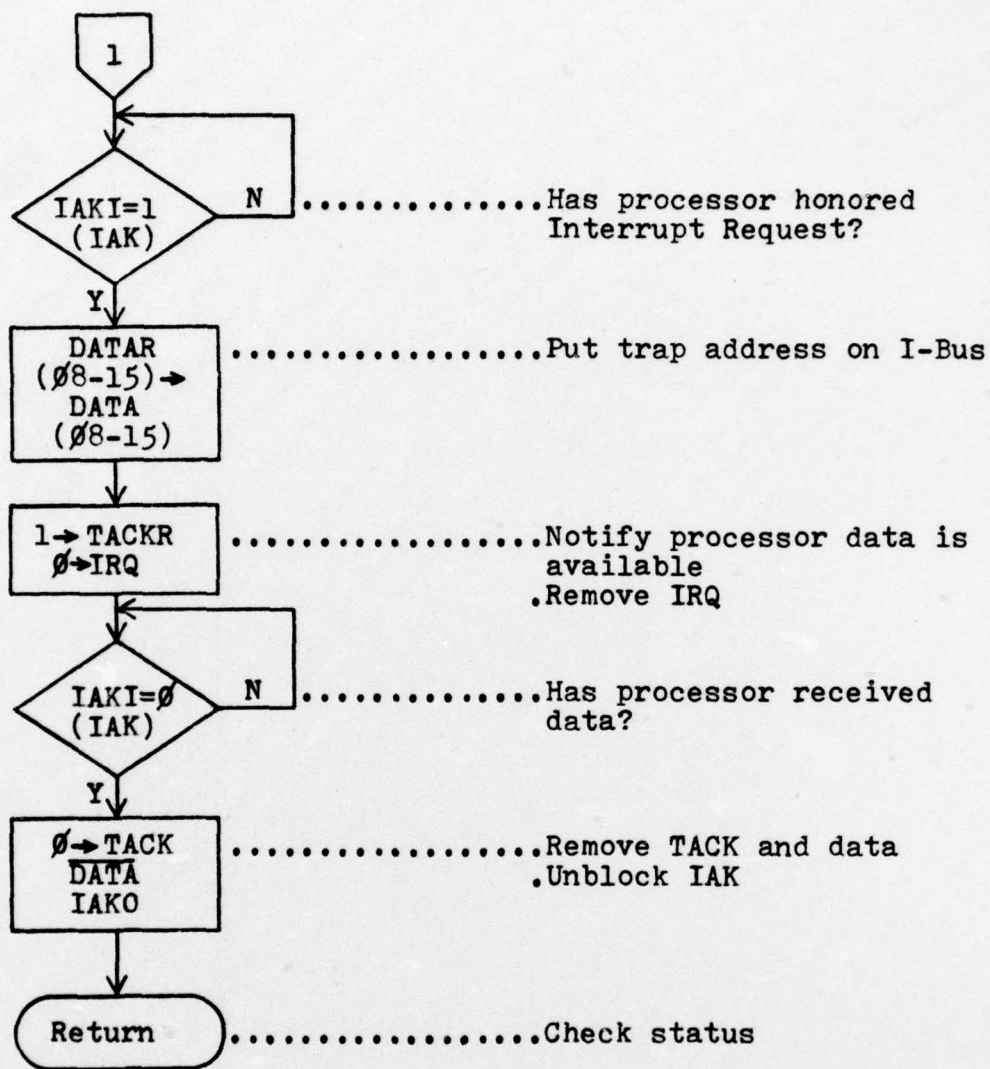 1
IAKI=1
(IAK)
N ..............Has processor honored
Interrupt Request?
Y
DATAR ..................Put trap address on I-Bus
(Ø8-15)→
DATA
(Ø8-15)
1→TACKR ..................Notify processor data is
Ø→IRQ available
.Remove IRQ
IAKI=Ø
(IAK)
N ..............Has processor received
data?
Y
Ø→TACK ..................Remove TACK and data
D̅A̅T̅A̅ .Unblock IAK
IAKO
Return ..................Check status